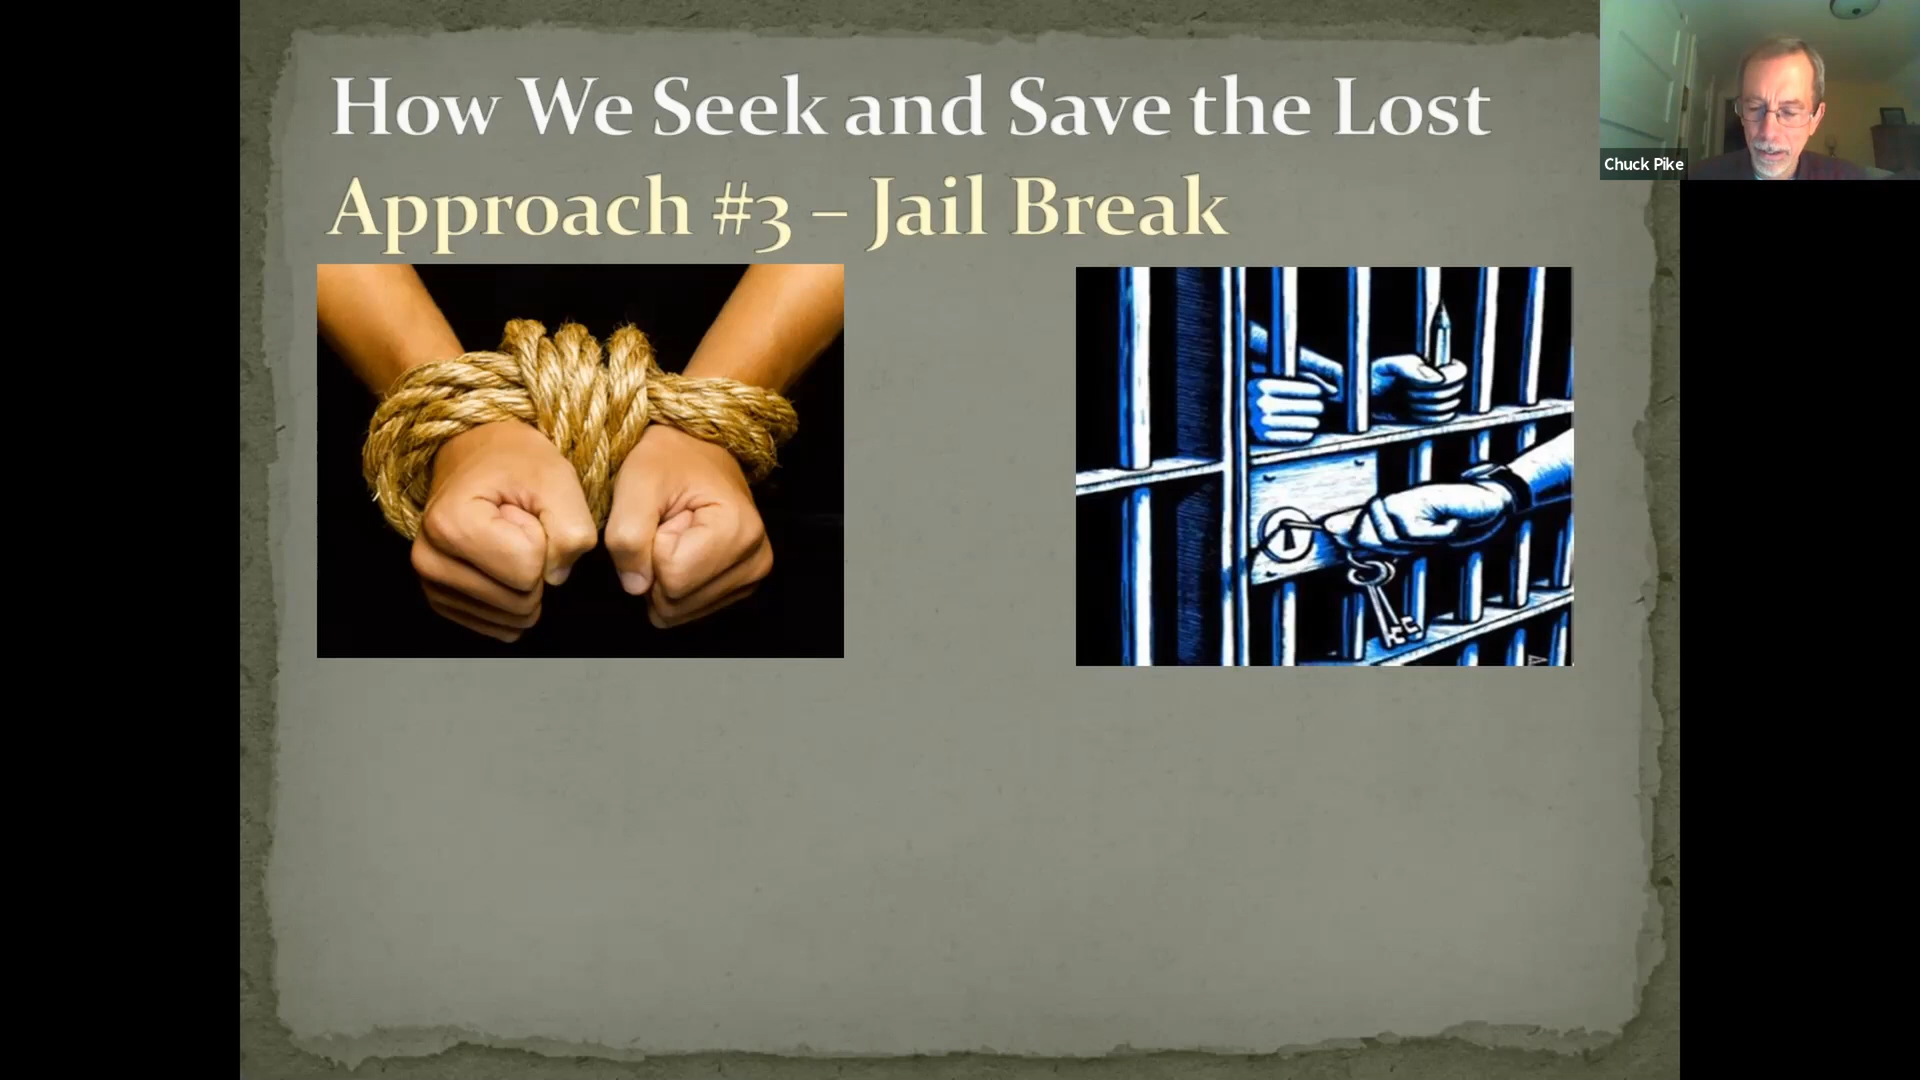 How We Seek and Save the Lost
Approach #3 – Jail Break
Chuck Pike